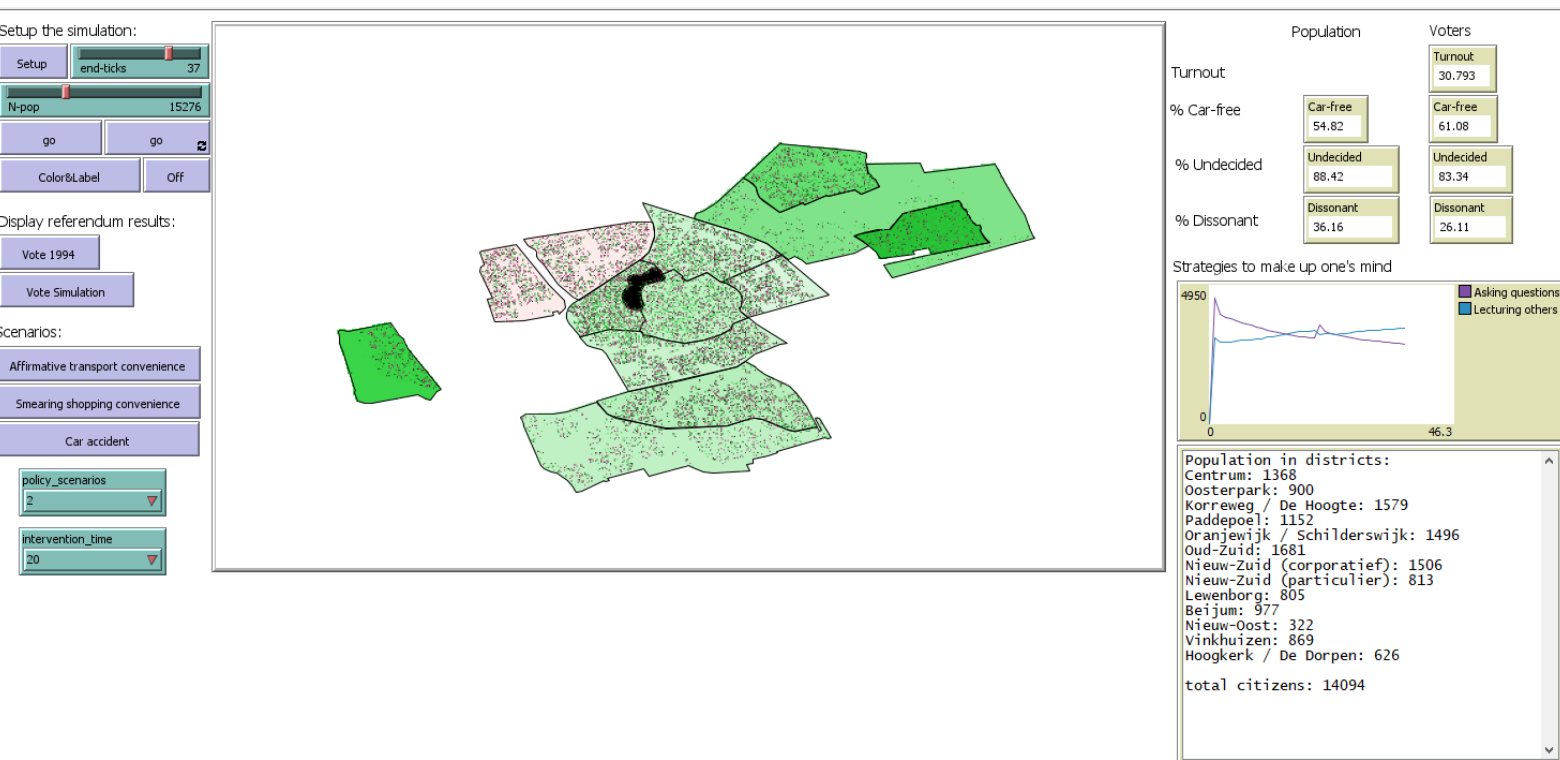 Setup the simulation:
Setup
end-ticks 37
N-pop 15276
go
go
Color&Label
Off
Display referendum results:
Vote 1994
Vote Simulation
Scenarios:
Affirmative transport convenience
Smearing shopping convenience
Car accident
policy_scenarios
2
intervention_time
20
Population Voters
Turnout
Turnout
30.793
% Car-free
Car-free
54.82
Car-free
61.08
% Undecided
Undecided
88.42
Undecided
83.34
% Dissonant
Dissonant
36.16
Dissonant
26.11
Strategies to make up one's mind
4950
0
0 46.3
Asking questions
Lecturing others
Population in districts:
Centrum: 1368
Oosterpark: 900
Korreweg / De Hoogte: 1579
Paddepoel: 1152
Oranjewijk / Schilderswijk: 1496
Oud-Zuid: 1681
Nieuw-Zuid (corporatief): 1506
Nieuw-Zuid (particulier): 813
Lewenborg: 805
Beijum: 977
Nieuw-Oost: 322
Vinkhuizen: 869
Hoogkerk / De Dorpen: 626
total citizens: 14094